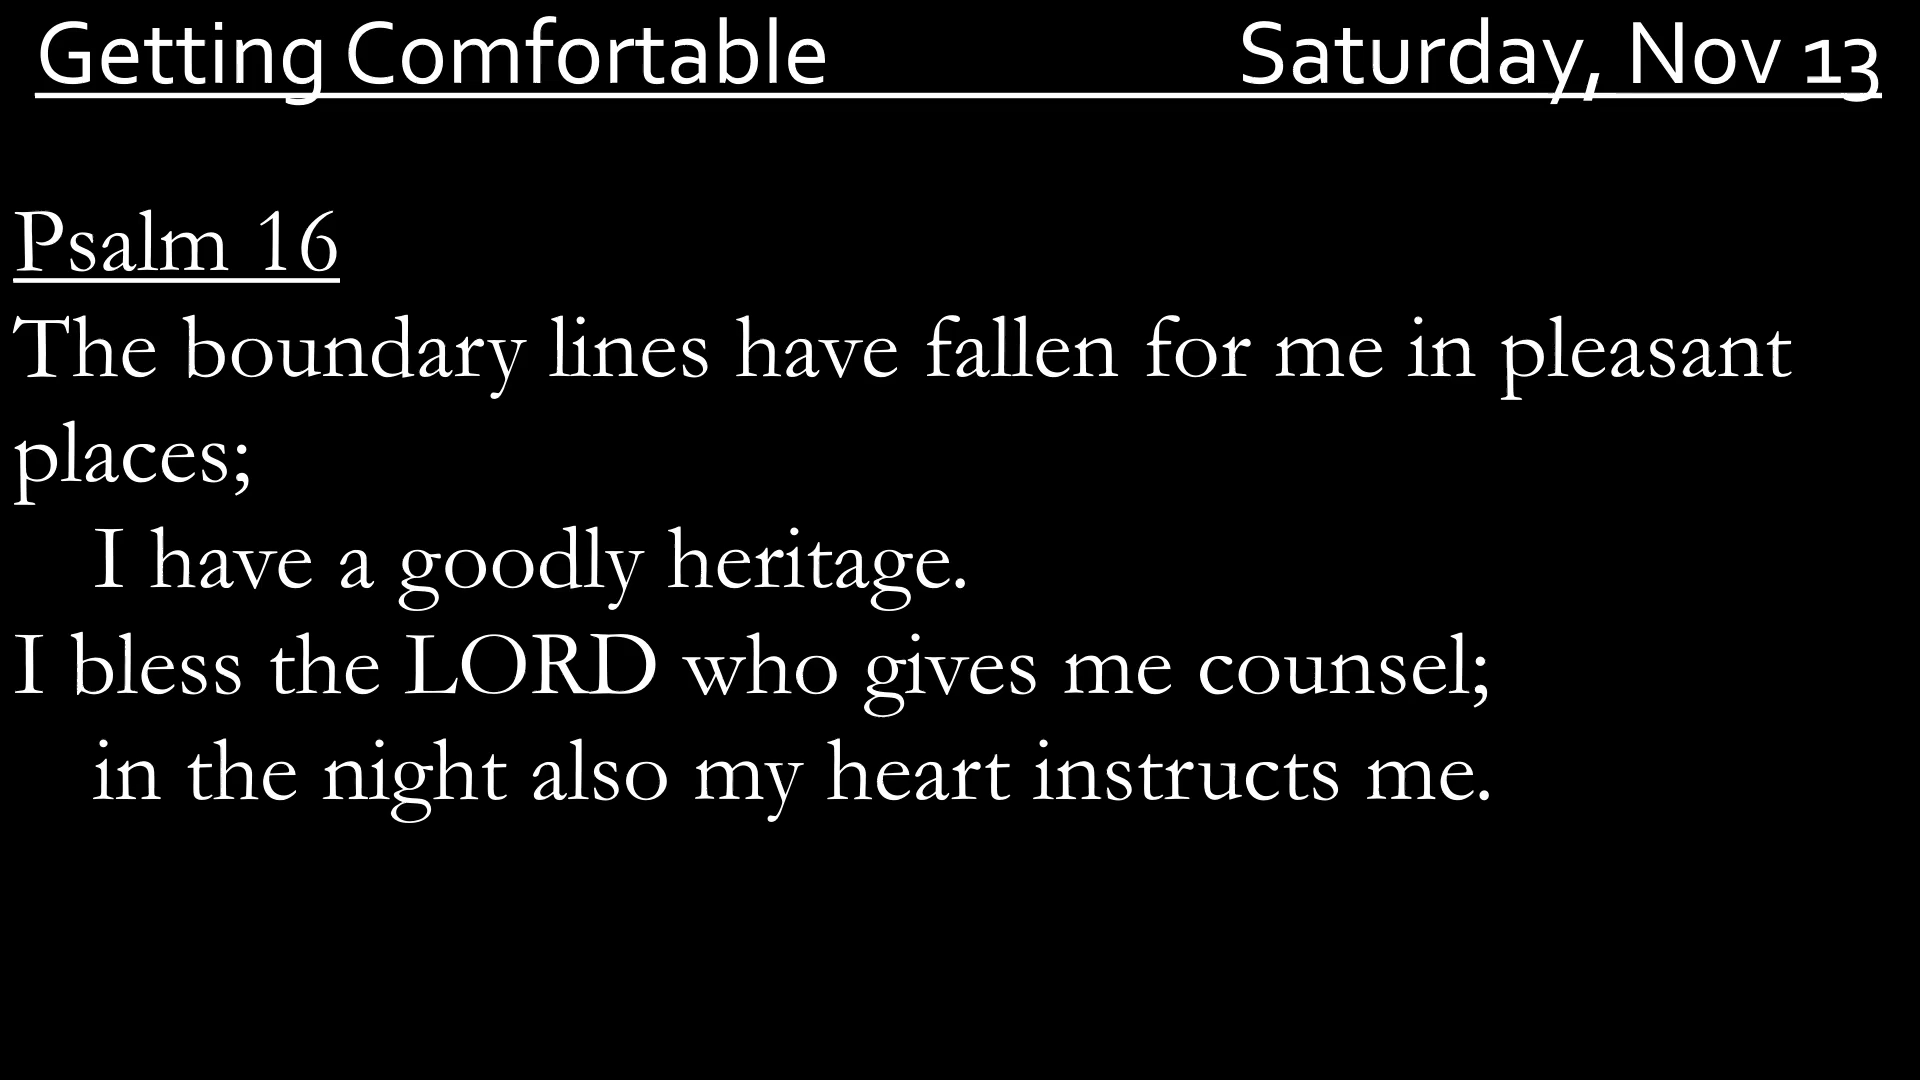 Getting Comfortable Saturday, Nov 13
Psalm 16
The boundary lines have fallen for me in pleasant
places;
I have a goodly heritage.
I bless the LORD who gives me counsel;
in the night also my heart instructs me.